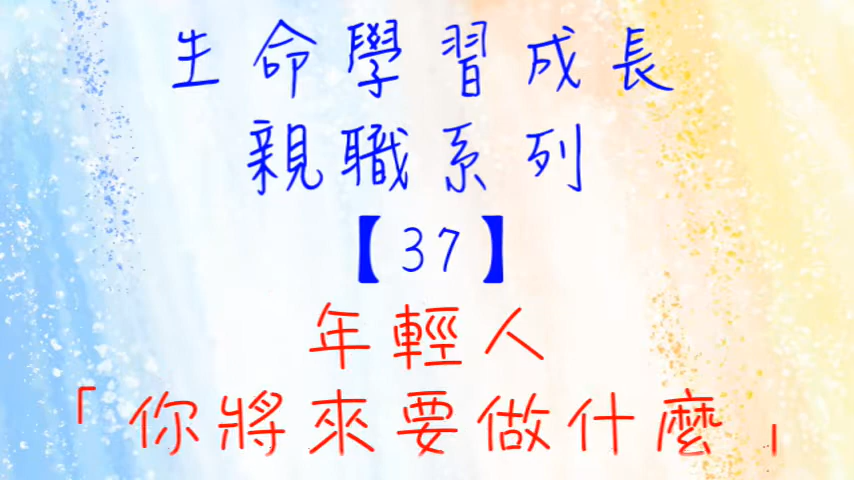 生命學習成長
親職系列
【37】
年輕人
「你將來要做什麼」